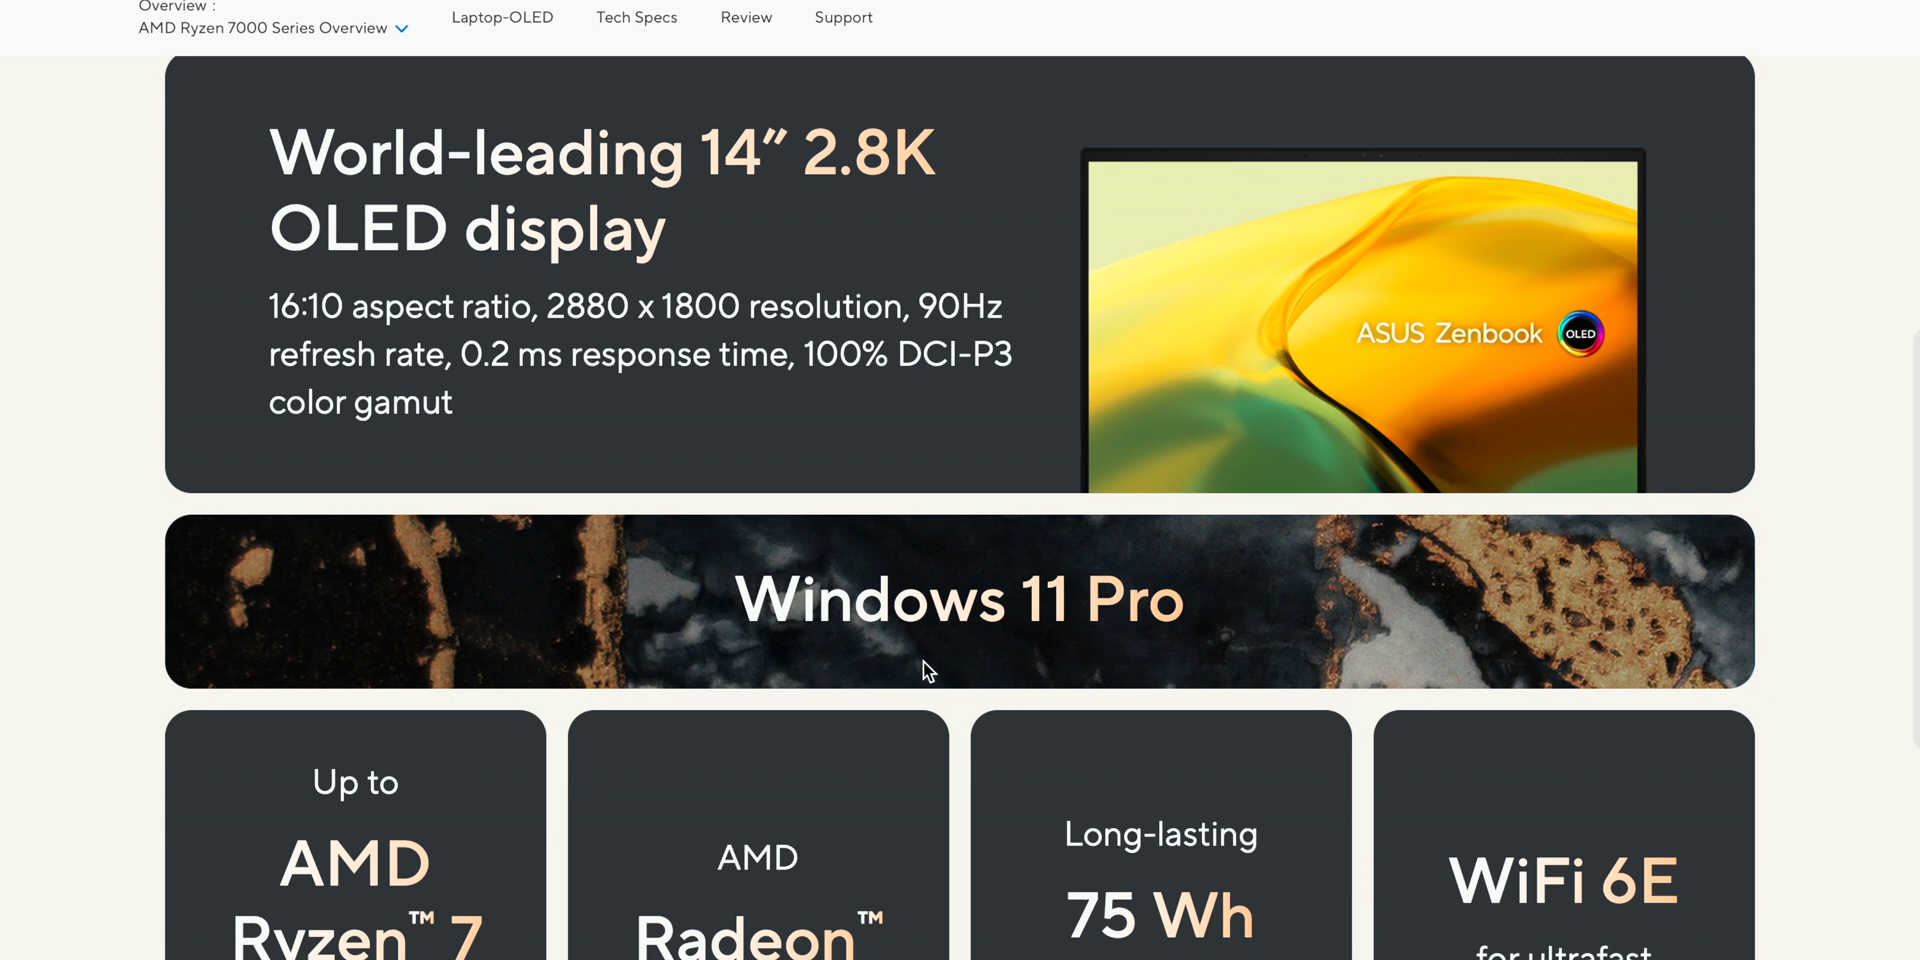 Overview :
AMD Ryzen 7000 Series Overview
Laptop-OLED
Tech Specs
Review
Support
World-leading 14” 2.8K
OLED display
16:10 aspect ratio, 2880 x 1800 resolution, 90Hz
refresh rate, 0.2 ms response time, 100% DCI-P3
color gamut
ASUS Zenbook OLED
Windows 11 Pro
Up to
AMD
Ryzen™ 7
AMD
Radeon™
Long-lasting
75 Wh
WiFi 6E
for ultrafast